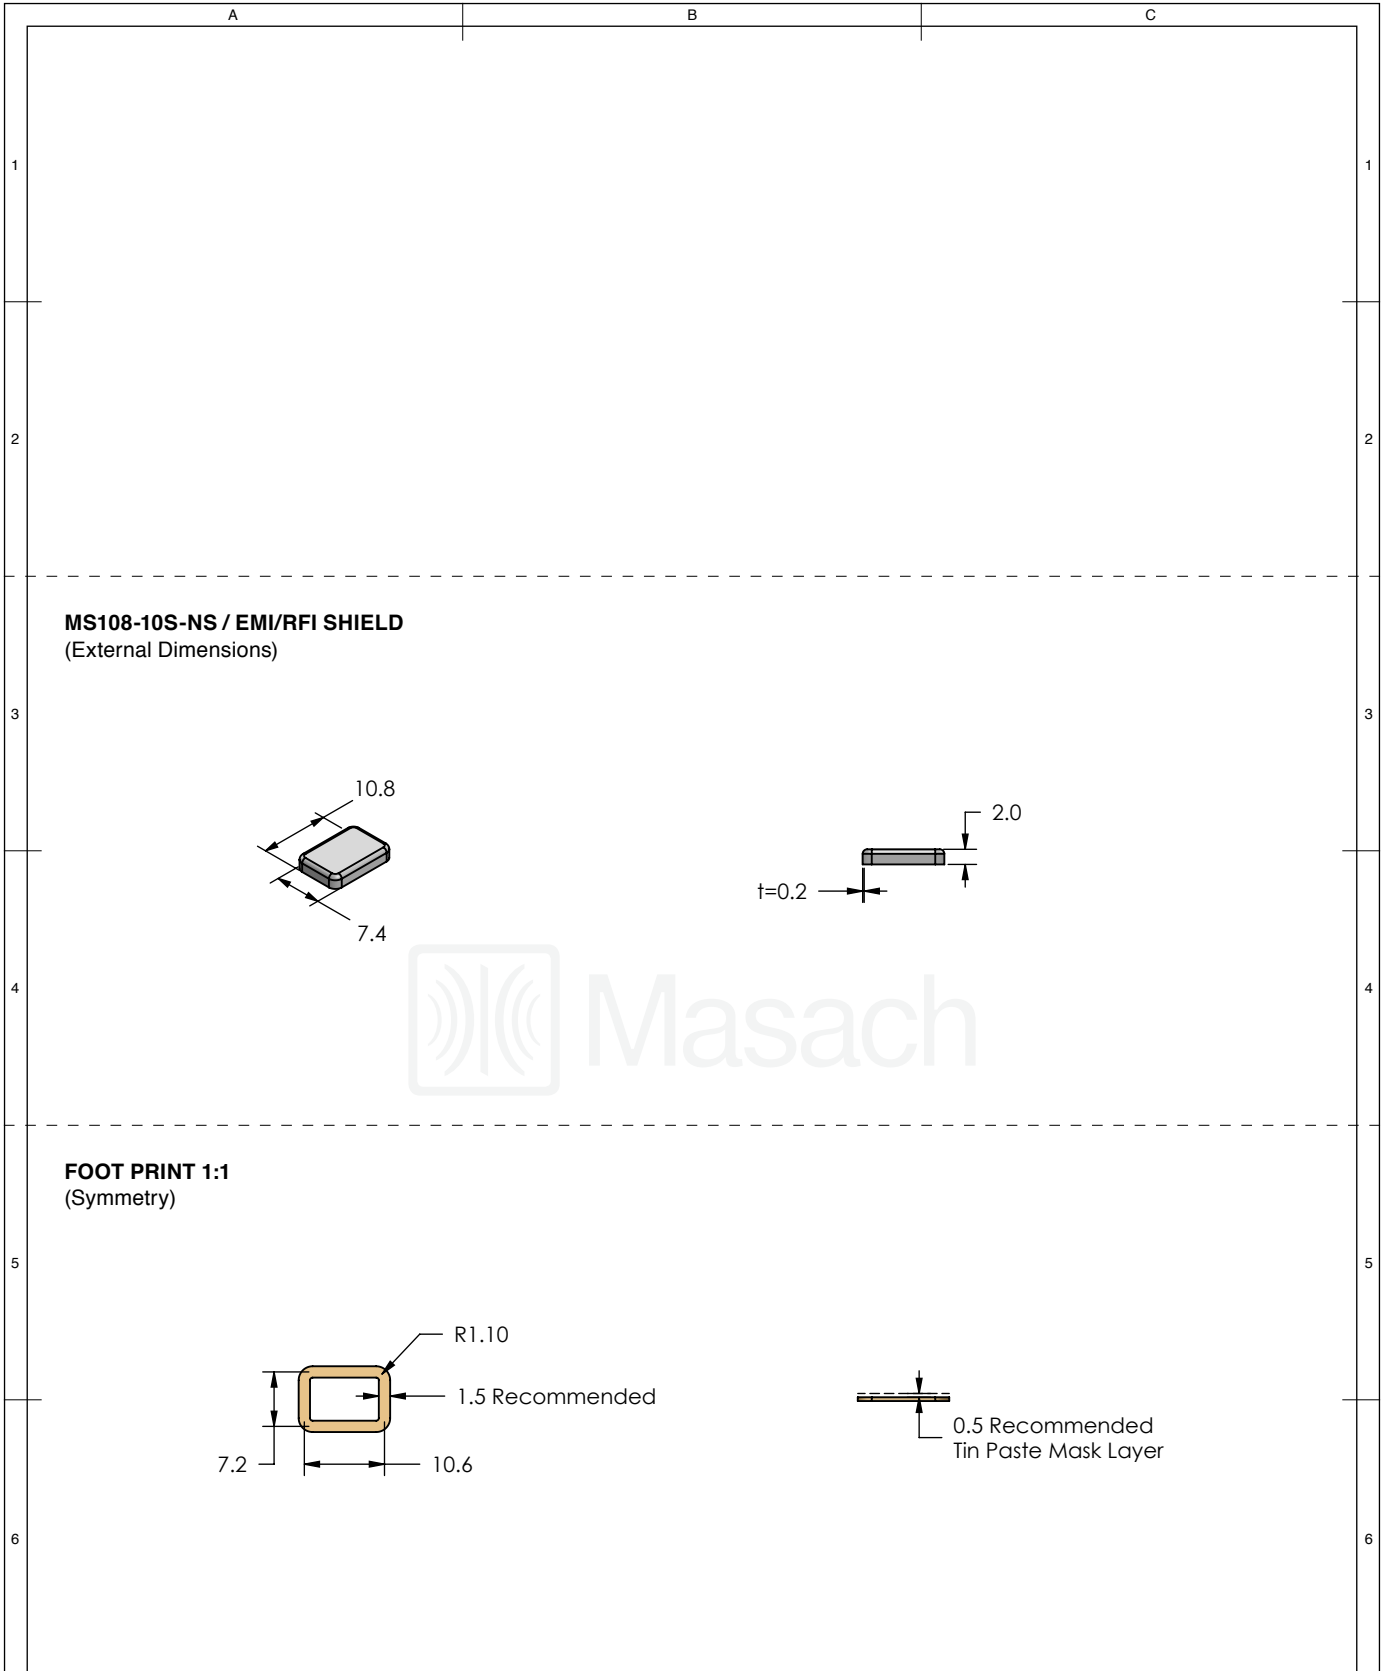 A B C
1 1
2 2
MS108-10S-NS / EMI/RFI SHIELD
(External Dimensions)
3 3
10.8
2.0
t=0.2
7.4
Masach
4 4
FOOT PRINT 1:1
(Symmetry)
5 5
R1.10
1.5 Recommended
0.5 Recommended
Tin Paste Mask Layer
7.2
10.6
6 6